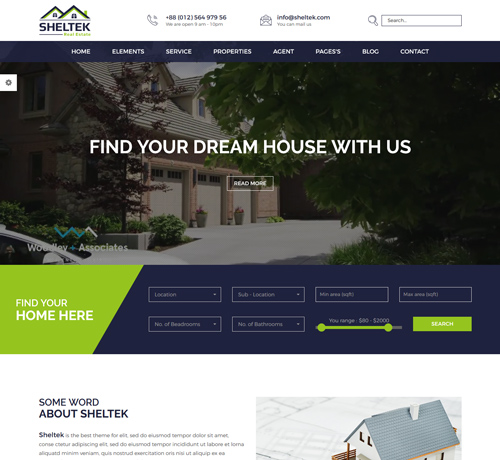 SHELTEK
Real Estate
+88 (012) 564 979 56
We are open 9 am - 10pm
info@sheltek.com
You can mail us
Search...
HOME ELEMENTS SERVICE PROPERTIES AGENT PAGES'S BLOG CONTACT
FIND YOUR DREAM HOUSE WITH US
READ MORE
Woodley + Associates
FIND YOUR
HOME HERE
Location
Sub - Location
Min area (sqft)
Max area (sqft)
No. of Beadrooms
No. of Bathrooms
You range : $80 - $2000
SEARCH
SOME WORD
ABOUT SHELTEK
Sheltek is the best theme for elit, sed do eiusmod tempor dolor sit amet,
conse ctetur adipiscing elit, sed do eiusmod tempor incididunt ut labore et lorna
aliquatd minim veniam, quis nostrud exercitation oris nisi ut aliquip ex ea